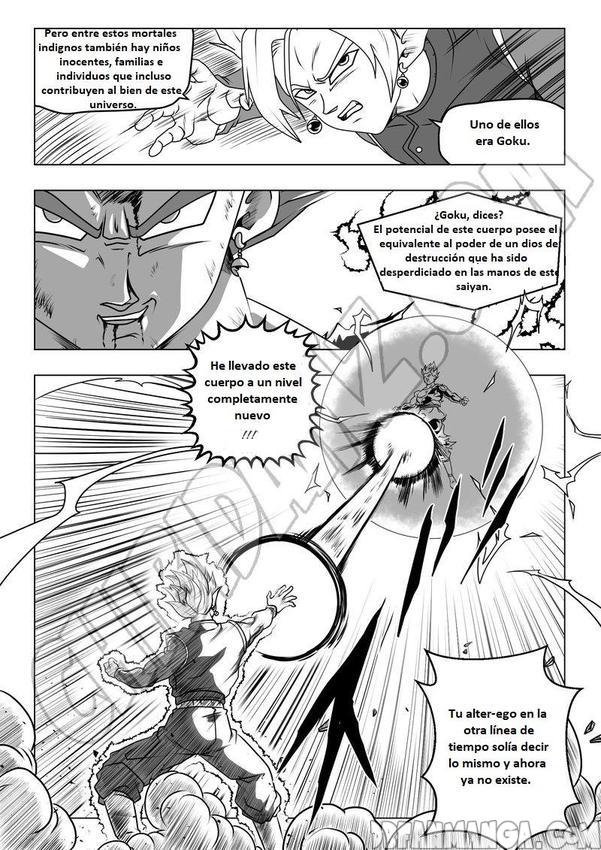 Pero entre estos mortales
indignos también hay niños
inocentes, familias e
individuos que incluso
contribuyen al bien de este
universo.
Uno de ellos
era Goku.
¿Goku, dices?
El potencial de este cuerpo posee el
equivalente al poder de un dios de
destrucción que ha sido
desperdiciado en las manos de este
saiyan.
He llevado este
cuerpo a un nivel
completamente
nuevo
!!!
Tu alter-ego en la
otra línea de
tiempo solía decir
lo mismo y ahora
ya no existe.